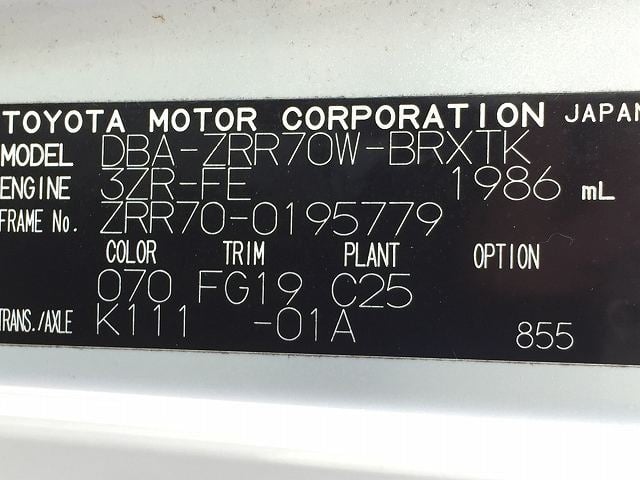 TOYOTA MOTOR CORPORATION JAPAN
MODEL DBA-ZRR70W-BRXTK
ENGINE 3ZR-FE 1986 mL
FRAME No. ZRR70-0195779
COLOR TRIM PLANT OPTION
070 FG19 C25
TRANS./AXLE K111 -01A 855